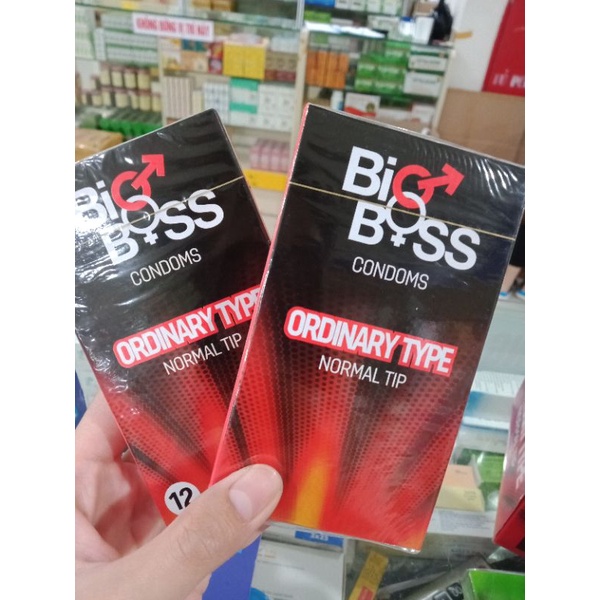 BiG
BOSS
CONDOMS
ORDINARY TYPE
NORMAL TIP
12
BiG
BOSS
CONDOMS
ORDINARY TYPE
NORMAL TIP